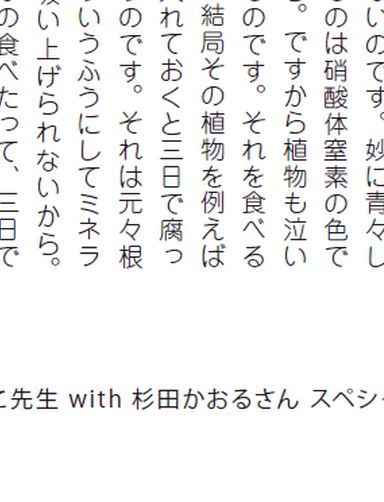 いのです。妙に青々し
のは硝酸体窒素の色で
。ですから植物も泣い
のです。それを食べる
結局その植物を例えば
れておくと三日で腐っ
のです。それは元々根
いうふうにしてミネラ
い上げられないから。
の食べたって、三日で
先生 with 杉田かおるさん スペシ